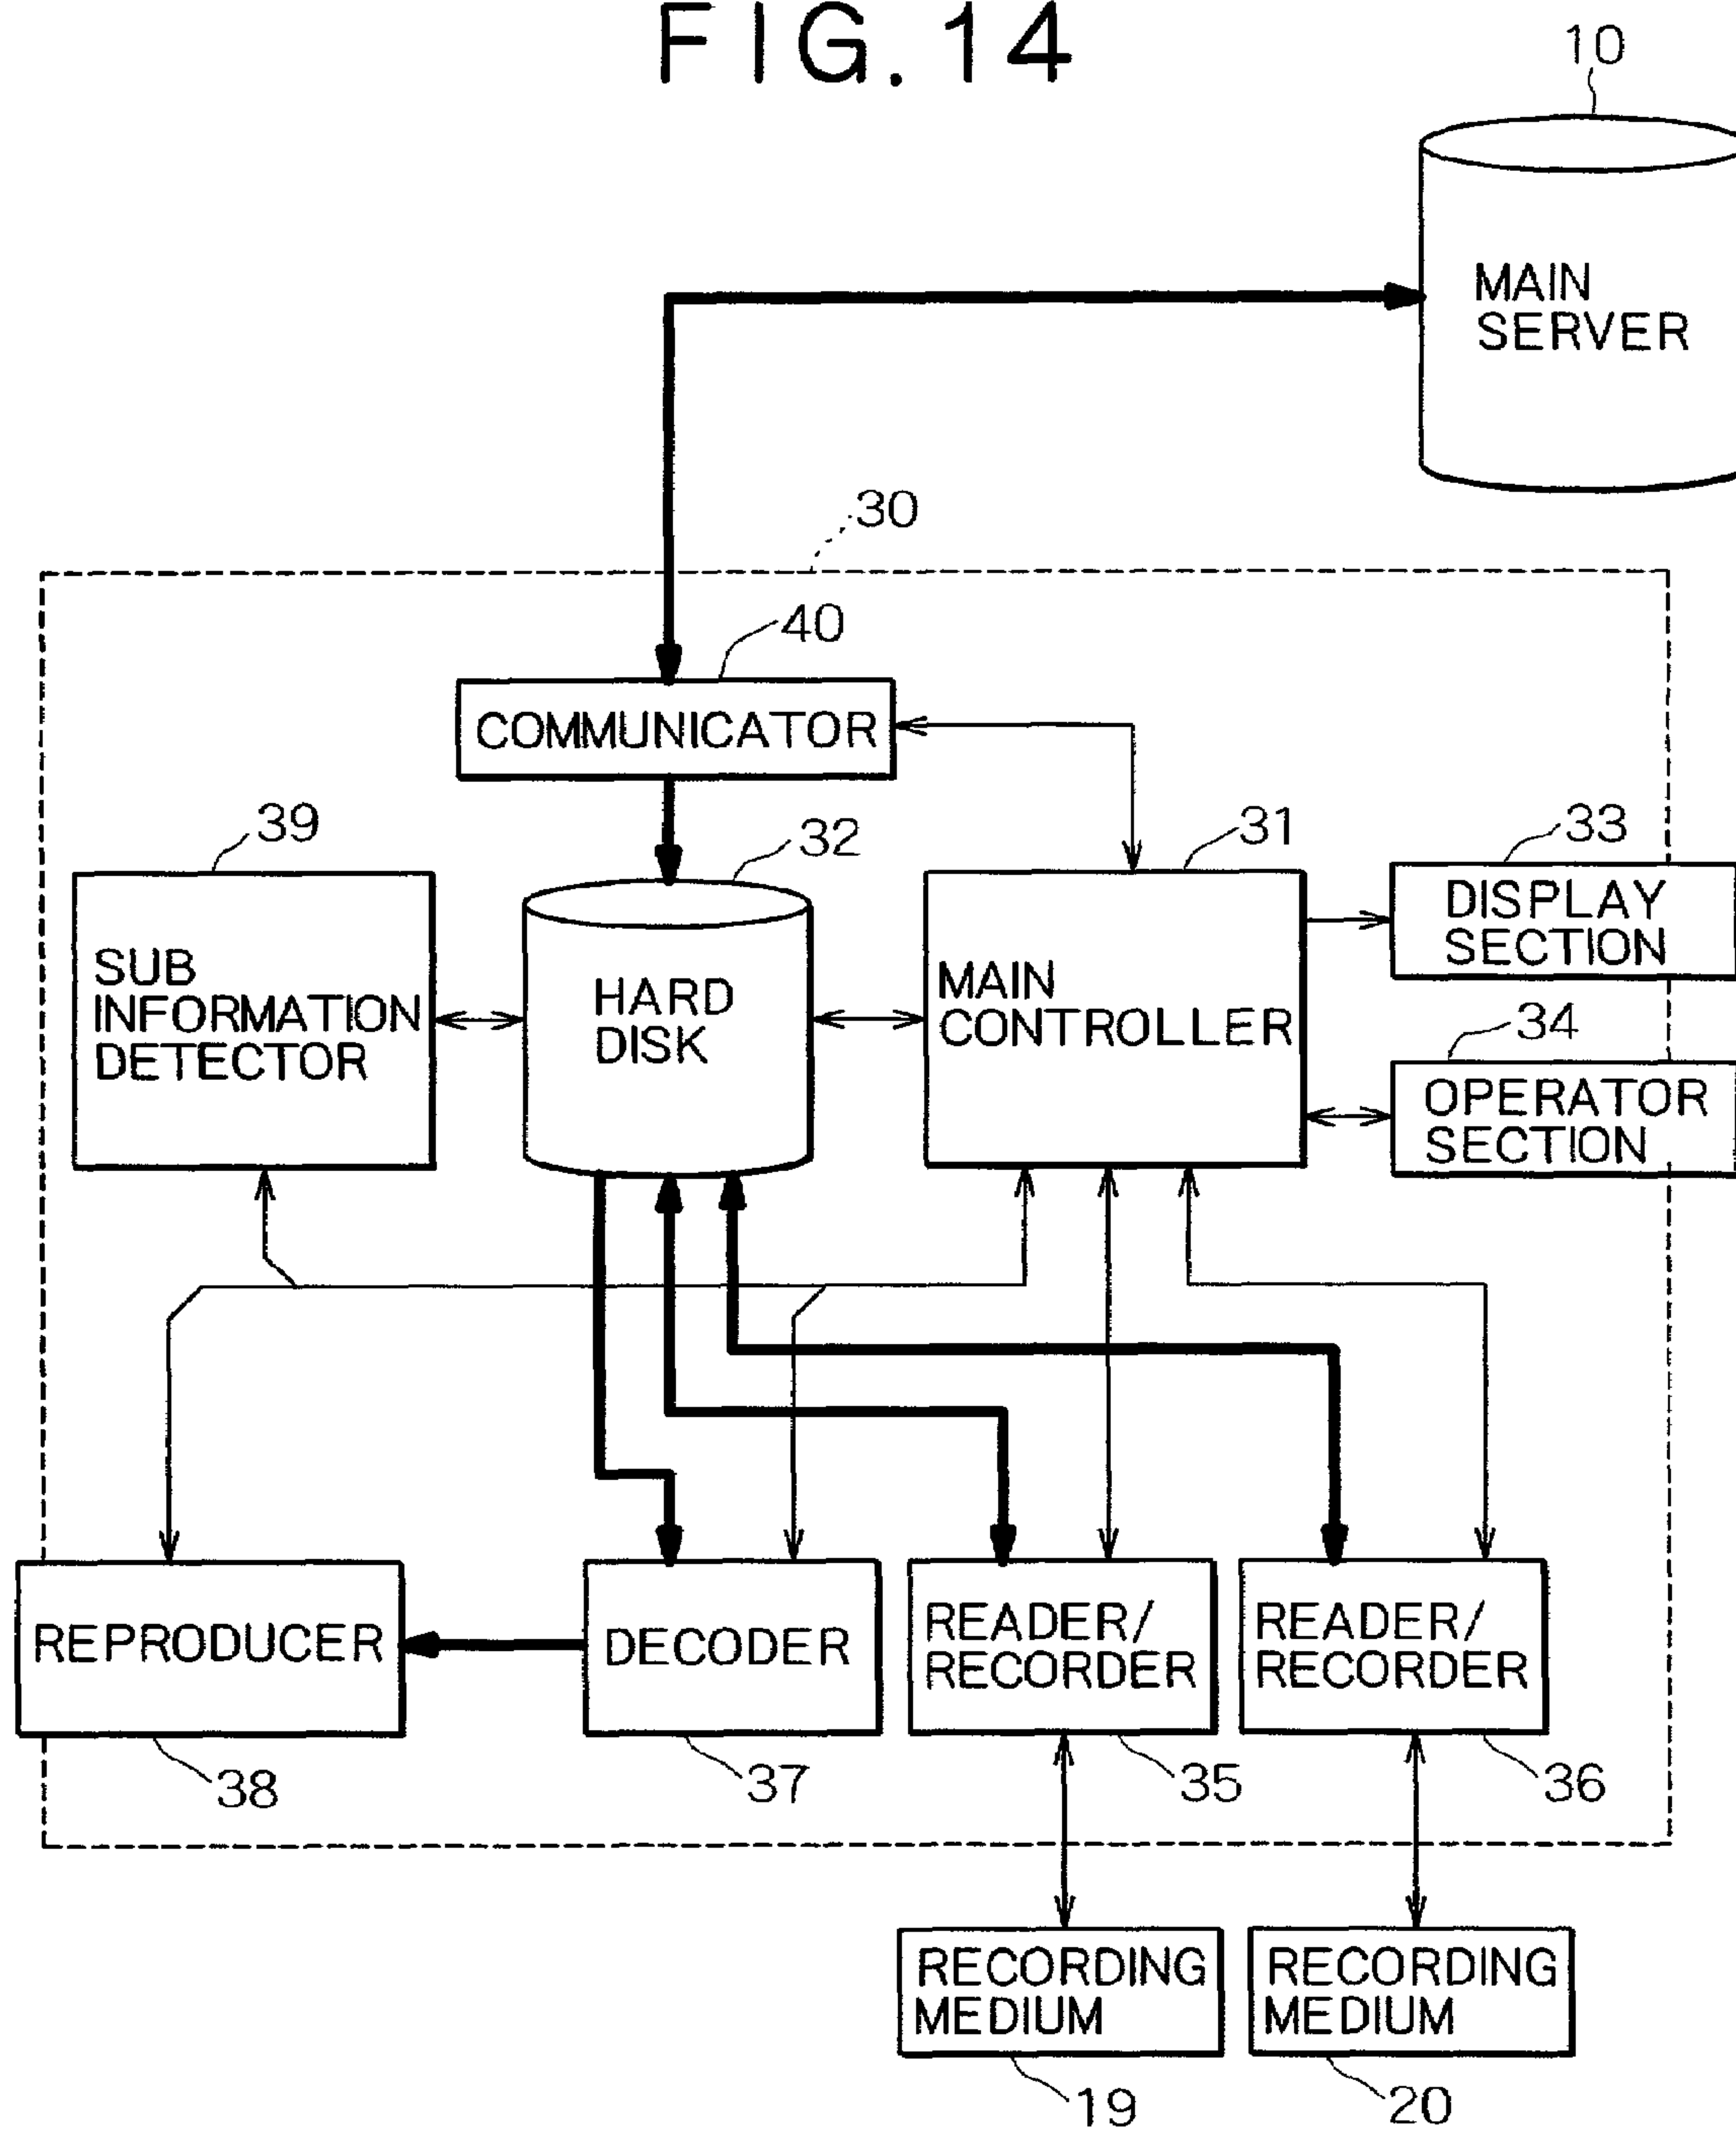 FIG.14
10
MAIN
SERVER
30
40
COMMUNICATOR
39
32
31
33
DISPLAY
SECTION
SUB
INFORMATION
DETECTOR
HARD
DISK
MAIN
CONTROLLER
34
OPERATOR
SECTION
REPRODUCER
DECODER
READER/
RECORDER
READER/
RECORDER
38
37
35
36
RECORDING
MEDIUM
RECORDING
MEDIUM
19
20